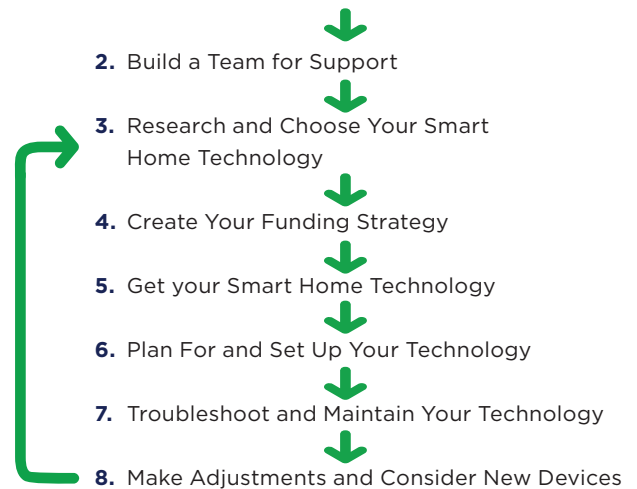 2. Build a Team for Support
3. Research and Choose Your Smart
Home Technology
4. Create Your Funding Strategy
5. Get your Smart Home Technology
6. Plan For and Set Up Your Technology
7. Troubleshoot and Maintain Your Technology
8. Make Adjustments and Consider New Devices